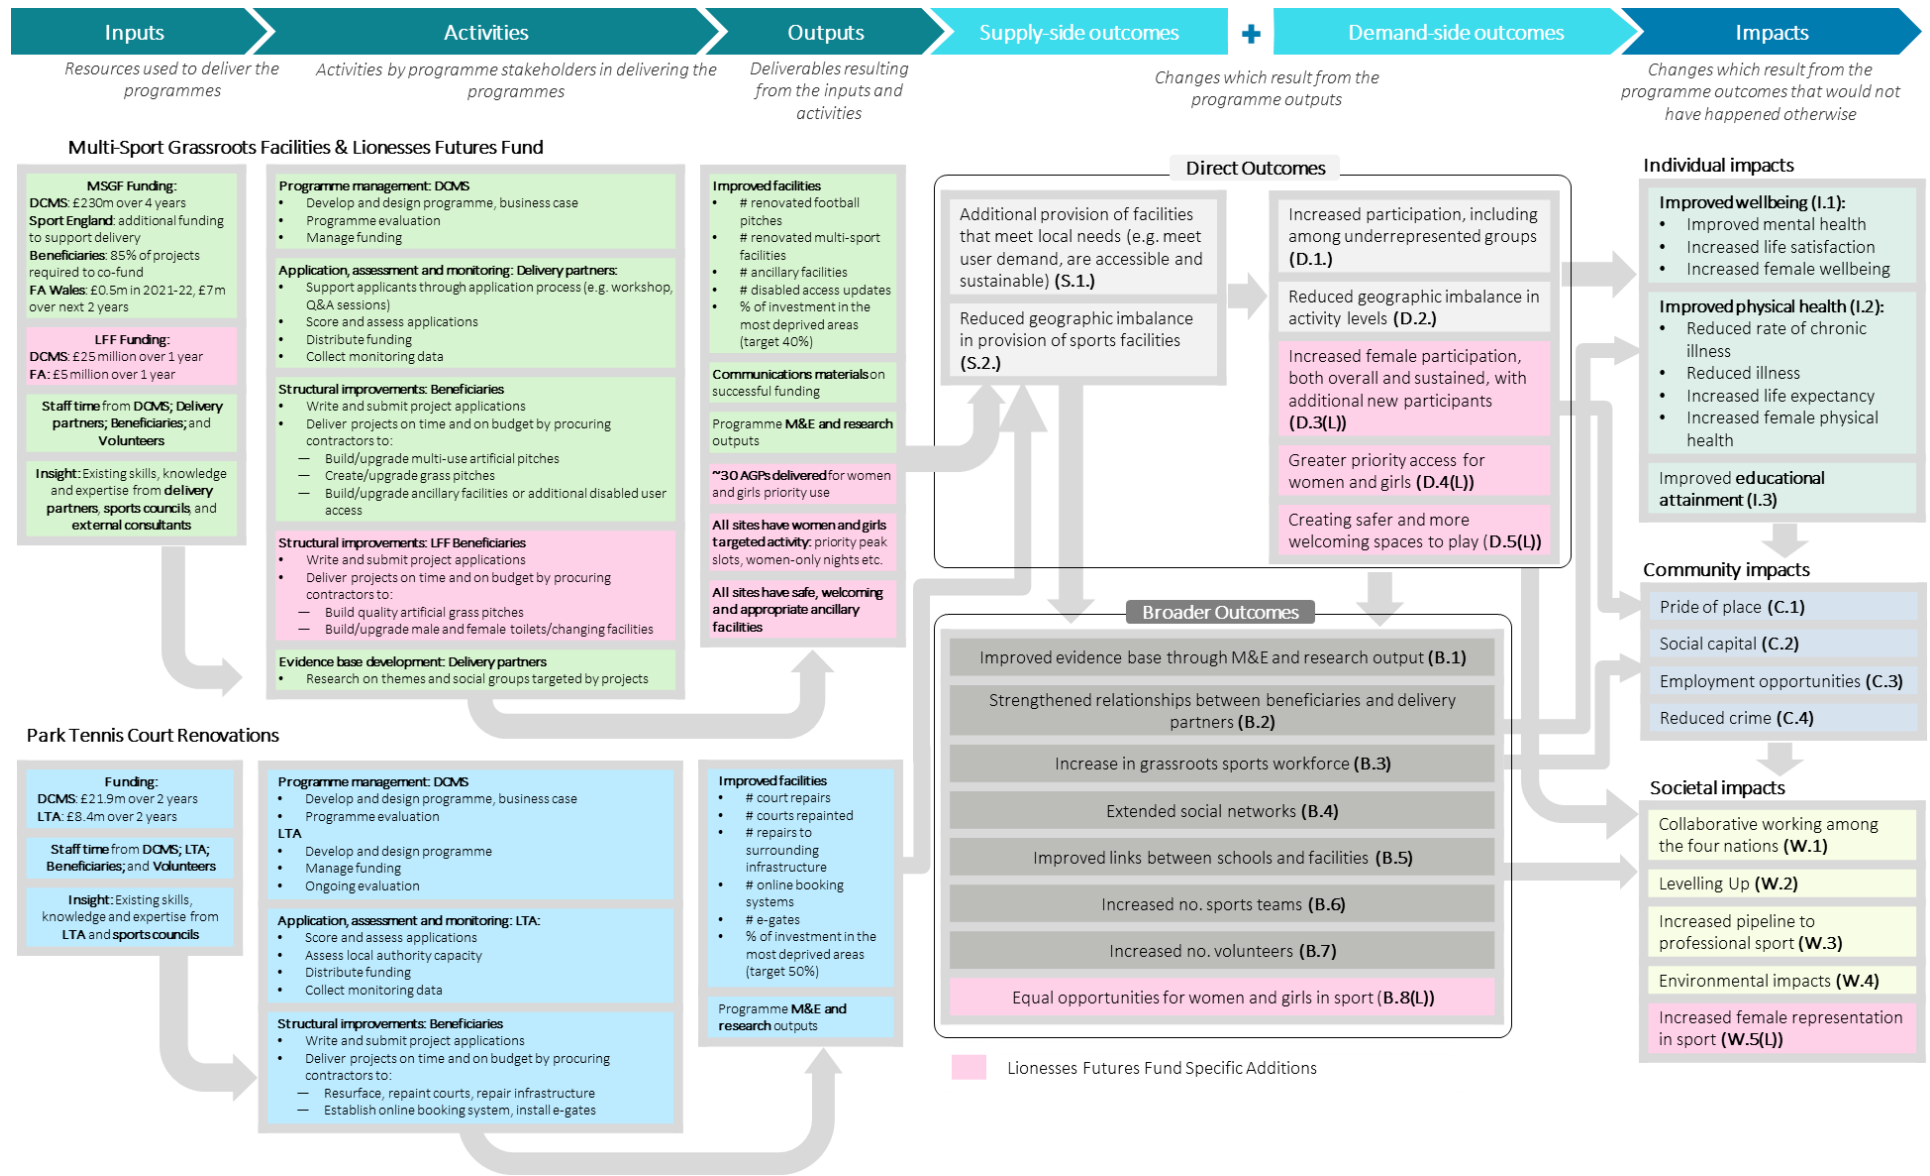 Inputs
Activities
Outputs
Supply-side outcomes
+
Demand-side outcomes
Impacts
Resources used to deliver the
programmes
Activities by programme stakeholders in delivering the
programmes
Deliverables resulting
from the inputs and
activities
Changes which result from the
programme outputs
Changes which result from the
programme outcomes that would not
have happened otherwise
Multi-Sport Grassroots Facilities & Lionesses Futures Fund
MSGF Funding:
DCMS: £230m over 4 years
Sport England: additional funding
to support delivery
Beneficiaries: 85% of projects
required to co-fund
FA Wales: £0.5m in 2021-22, £7m
over next 2 years
LFF Funding:
DCMS: £25 million over 1 year
FA: £5 million over 1 year
Staff time from DCMS; Delivery
partners; Beneficiaries; and
Volunteers
Insight: Existing skills, knowledge
and expertise from delivery
partners, sports councils, and
external consultants
Programme management: DCMS
• Develop and design programme, business case
• Programme evaluation
• Manage funding
Application, assessment and monitoring: Delivery partners:
• Support applicants through application process (e.g. workshop,
Q&A sessions)
• Score and assess applications
• Distribute funding
• Collect monitoring data
Structural improvements: Beneficiaries
• Write and submit project applications
• Deliver projects on time and on budget by procuring
contractors to:
— Build/upgrade multi-use artificial pitches
— Create/upgrade grass pitches
— Build/upgrade ancillary facilities or additional disabled user
access
Structural improvements: LFF Beneficiaries
• Write and submit project applications
• Deliver projects on time and on budget by procuring
contractors to:
— Build quality artificial grass pitches
— Build/upgrade male and female toilets/changing facilities
Evidence base development: Delivery partners
• Research on themes and social groups targeted by projects
Improved facilities
• # renovated football
pitches
• # renovated multi-sport
facilities
• # ancillary facilities
• # disabled access updates
• % of investment in the
most deprived areas
(target 40%)
Communications materials on
successful funding
Programme M&E and research
outputs
~30 AGPs delivered for women
and girls priority use
All sites have women and girls
targeted activity: priority peak
slots, women-only nights etc.
All sites have safe, welcoming
and appropriate ancillary
facilities
Direct Outcomes
Additional provision of facilities
that meet local needs (e.g. meet
user demand, are accessible and
sustainable) (S.1.)
Reduced geographic imbalance
in provision of sports facilities
(S.2.)
Increased participation, including
among underrepresented groups
(D.1.)
Reduced geographic imbalance in
activity levels (D.2.)
Increased female participation,
both overall and sustained, with
additional new participants
(D.3(L))
Greater priority access for
women and girls (D.4(L))
Creating safer and more
welcoming spaces to play (D.5(L))
Broader Outcomes
Improved evidence base through M&E and research output (B.1)
Strengthened relationships between beneficiaries and delivery
partners (B.2)
Increase in grassroots sports workforce (B.3)
Extended social networks (B.4)
Improved links between schools and facilities (B.5)
Increased no. sports teams (B.6)
Increased no. volunteers (B.7)
Equal opportunities for women and girls in sport (B.8(L))
Lionesses Futures Fund Specific Additions
Individual impacts
Improved wellbeing (I.1):
• Improved mental health
• Increased life satisfaction
• Increased female wellbeing
Improved physical health (I.2):
• Reduced rate of chronic
illness
• Reduced illness
• Increased life expectancy
• Increased female physical
health
Improved educational
attainment (I.3)
Community impacts
Pride of place (C.1)
Social capital (C.2)
Employment opportunities (C.3)
Reduced crime (C.4)
Societal impacts
Collaborative working among
the four nations (W.1)
Levelling Up (W.2)
Increased pipeline to
professional sport (W.3)
Environmental impacts (W.4)
Increased female representation
in sport (W.5(L))
Park Tennis Court Renovations
Funding:
DCMS: £21.9m over 2 years
LTA: £8.4m over 2 years
Staff time from DCMS; LTA;
Beneficiaries; and Volunteers
Insight: Existing skills,
knowledge and expertise from
LTA and sports councils
Programme management: DCMS
• Develop and design programme, business case
• Programme evaluation
LTA
• Develop and design programme
• Manage funding
• Ongoing evaluation
Application, assessment and monitoring: LTA:
• Score and assess applications
• Assess local authority capacity
• Distribute funding
• Collect monitoring data
Structural improvements: Beneficiaries
• Write and submit project applications
• Deliver projects on time and on budget by procuring
contractors to:
— Resurface, repaint courts, repair infrastructure
— Establish online booking system, install e-gates
Improved facilities
• # court repairs
• # courts repainted
• # repairs to
surrounding
infrastructure
• # online booking
systems
• # e-gates
• % of investment in the
most deprived areas
(target 50%)
Programme M&E and
research outputs